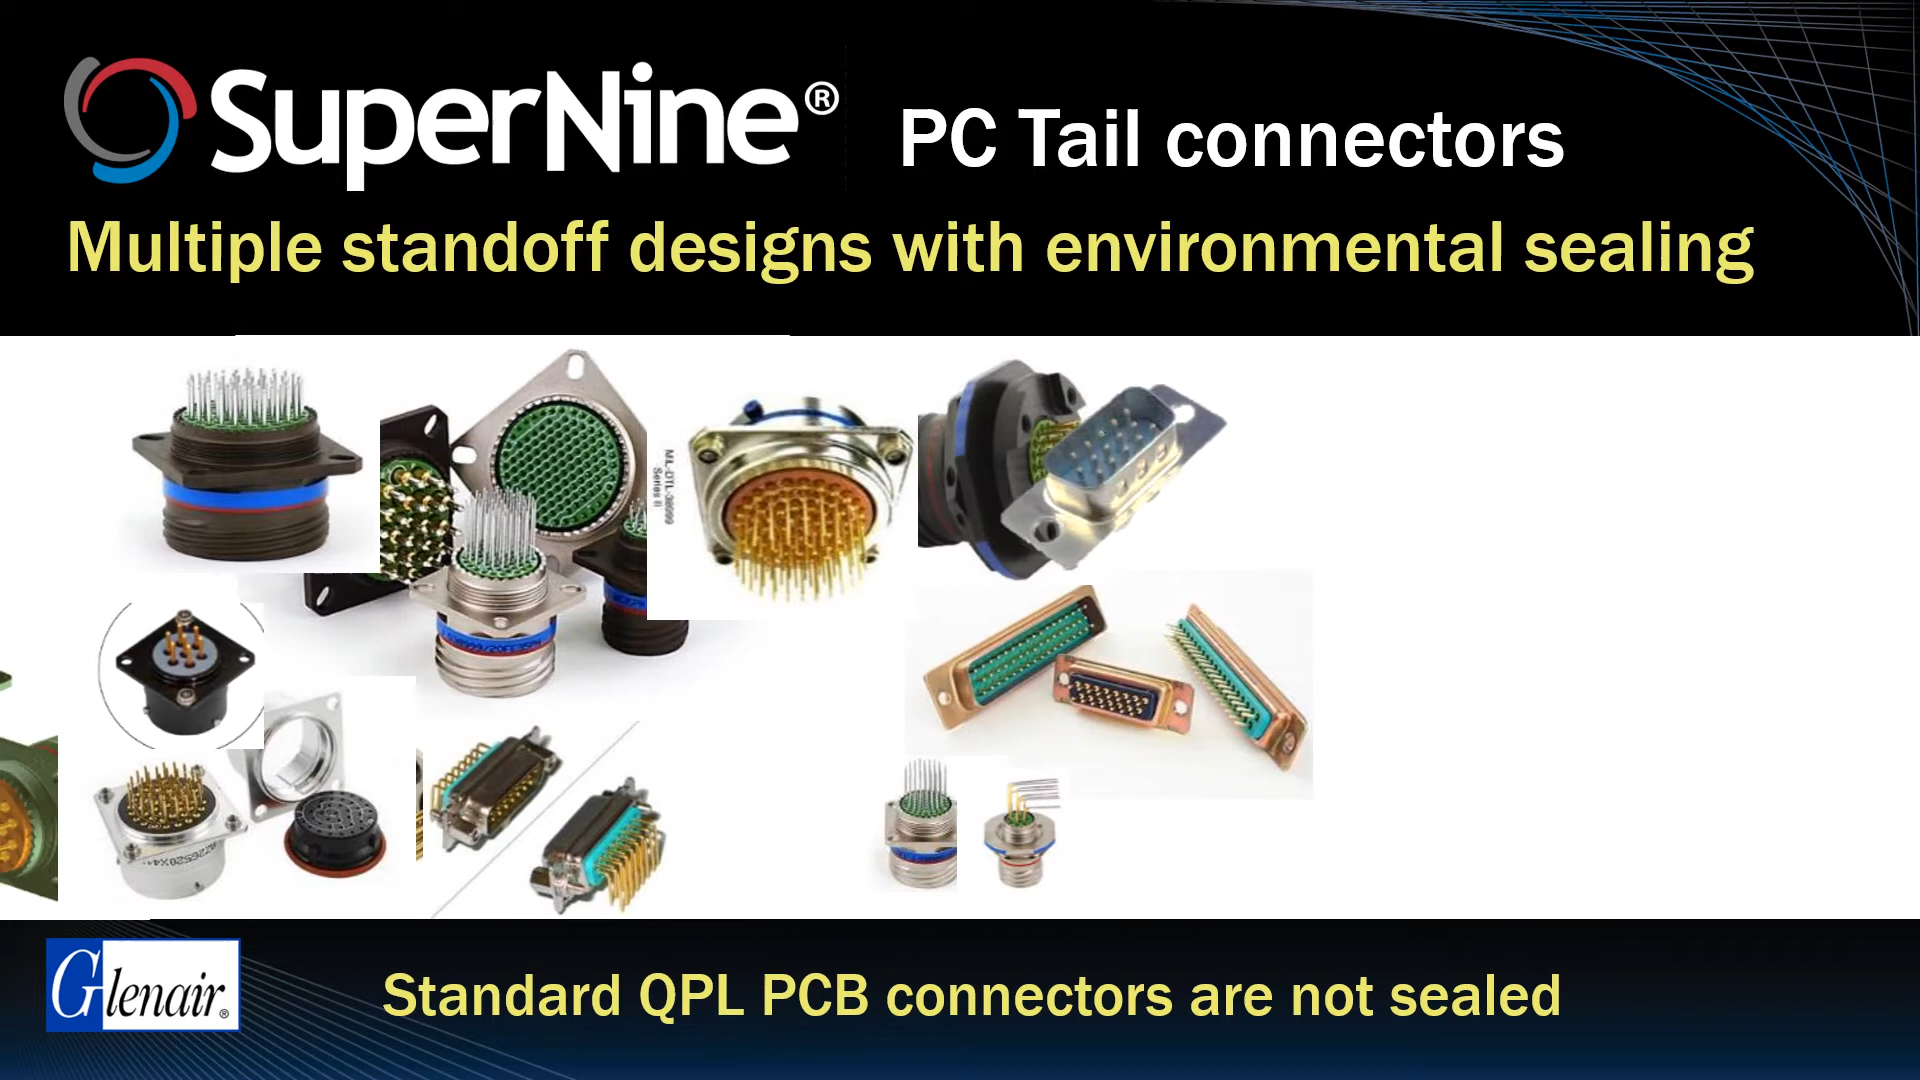 SuperNine®
PC Tail connectors
Multiple standoff designs with environmental sealing
MIL-DTL-38999
Series II
Glenair®
Standard QPL PCB connectors are not sealed